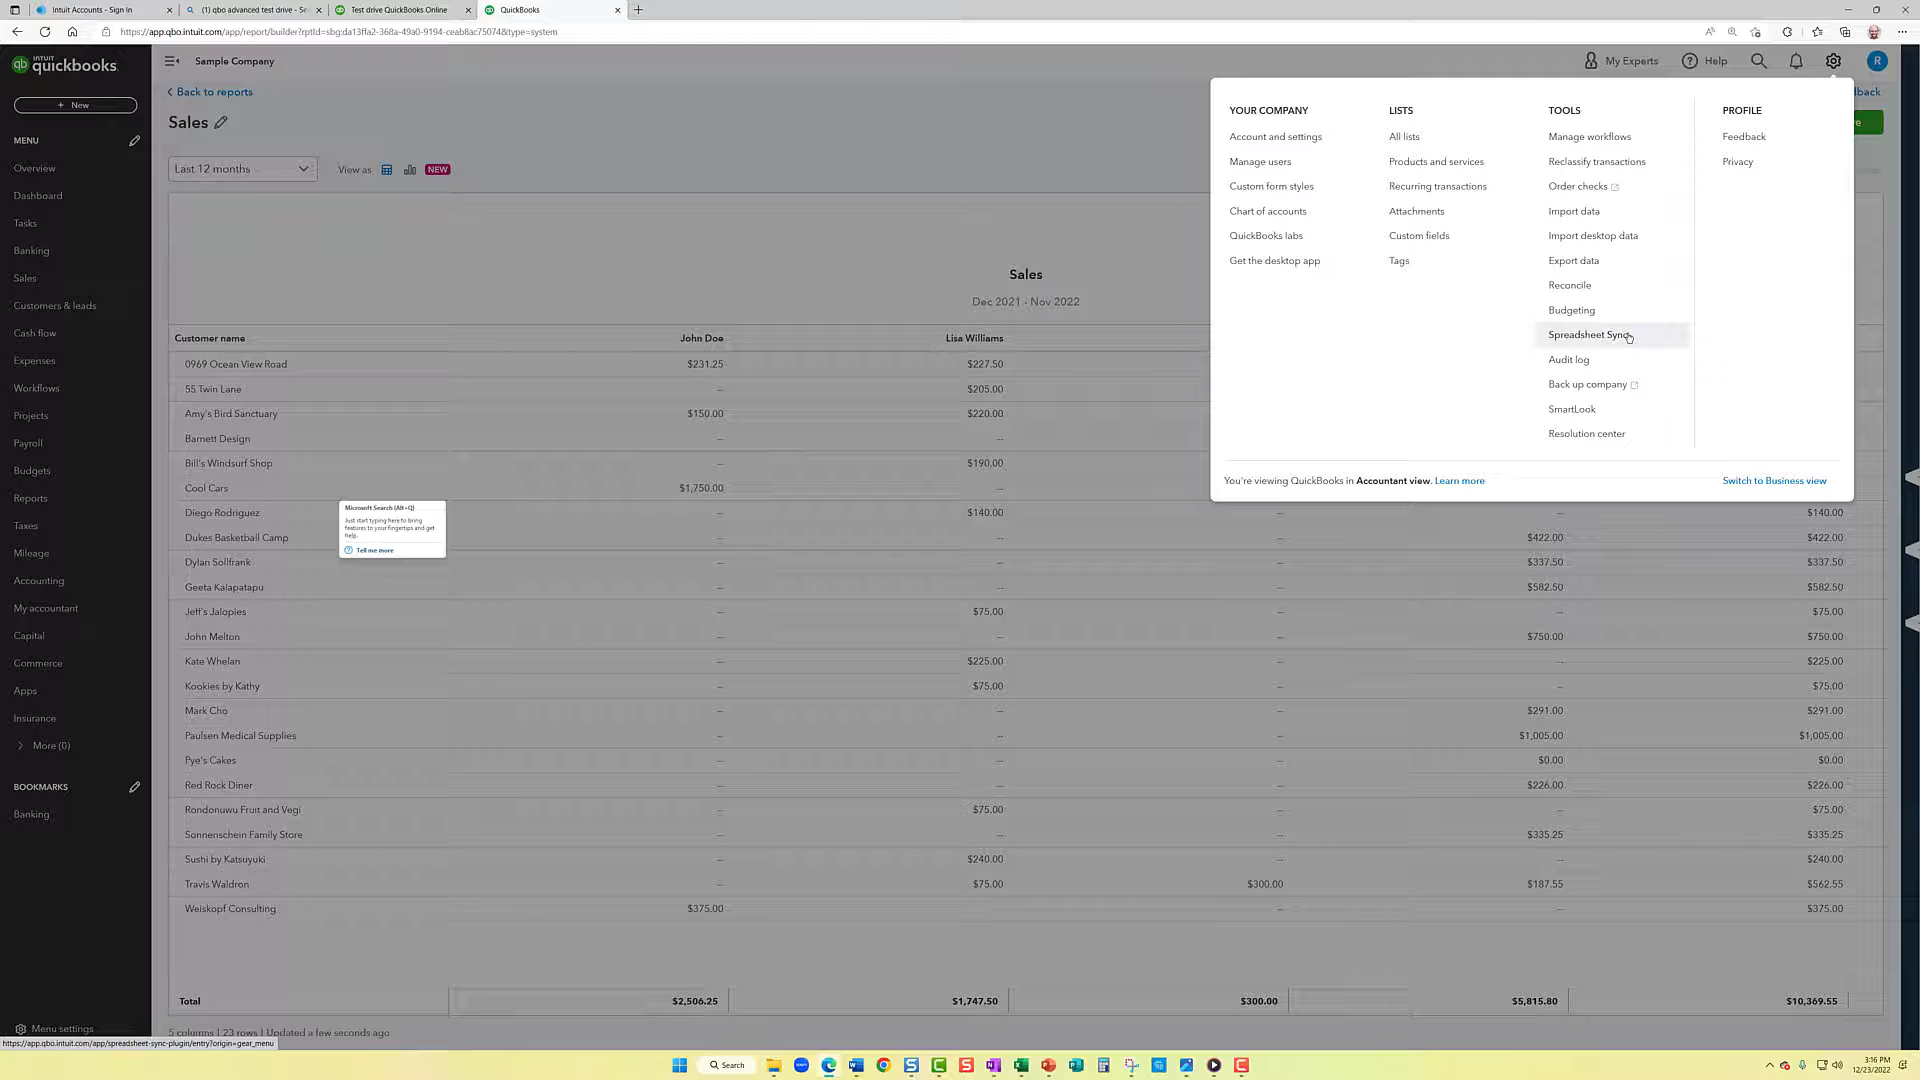 Intuit Accounts - Sign In
(1) qbo advanced test drive - Se
Test drive QuickBooks Online
QuickBooks
https://app.qbo.intuit.com/app/report/builder?rptId=sbg:da13ffa2-368a-49a0-9194-ceab8ac75074&type=system
INTUIT
quickbooks
Sample Company
My Experts
Help
R
+ New
Back to reports
lback
Sales
MENU
Last 12 months
View as
NEW
Overview
Dashboard
Tasks
Banking
Sales
Customers & leads
Cash flow
Expenses
Workflows
Projects
Payroll
Budgets
Reports
Taxes
Mileage
Accounting
My accountant
Capital
Commerce
Apps
Insurance
More (0)
BOOKMARKS
Banking
Menu settings
YOUR COMPANY
Account and settings
Manage users
Custom form styles
Chart of accounts
QuickBooks labs
Get the desktop app
LISTS
All lists
Products and services
Recurring transactions
Attachments
Custom fields
Tags
TOOLS
Manage workflows
Reclassify transactions
Order checks
Import data
Import desktop data
Export data
Reconcile
Budgeting
Spreadsheet Sync
Audit log
Back up company
SmartLook
Resolution center
PROFILE
Feedback
Privacy
You're viewing QuickBooks in Accountant view. Learn more
Switch to Business view
Sales
Dec 2021 - Nov 2022
Customer name John Doe Lisa Williams
0969 Ocean View Road $231.25 $227.50
55 Twin Lane $205.00
Amy's Bird Sanctuary $150.00 $220.00
Barnett Design -- --
Bill's Windsurf Shop -- $190.00
Cool Cars $1,750.00 --
Diego Rodriguez -- $140.00 -- -- $140.00
Dukes Basketball Camp -- -- -- $422.00 $422.00
Dylan Sollfrank -- -- -- $337.50 $337.50
Geeta Kalapatapu -- -- -- $582.50 $582.50
Jeff's Jalopies -- $75.00 -- -- $75.00
John Melton -- -- -- $750.00 $750.00
Kate Whelan -- $225.00 -- -- $225.00
Kookies by Kathy -- $75.00 -- -- $75.00
Mark Cho -- -- -- $291.00 $291.00
Paulsen Medical Supplies -- -- -- $1,005.00 $1,005.00
Pye's Cakes -- -- -- $0.00 $0.00
Red Rock Diner -- -- -- $226.00 $226.00
Rondonuwu Fruit and Vegi -- $75.00 -- -- $75.00
Sonnenschein Family Store -- -- -- $335.25 $335.25
Sushi by Katsuyuki -- $240.00 -- -- $240.00
Travis Waldron -- $75.00 $300.00 $187.55 $562.55
Weiskopf Consulting $375.00 -- -- -- $375.00
Total $2,506.25 $1,747.50 $300.00 $5,815.80 $10,369.55
5 columns | 23 rows | Updated a few seconds ago
Microsoft Search (Alt+Q)
Just start typing here to bring
features to your fingertips and get
help.
Tell me more
https://app.qbo.intuit.com/app/spreadsheet-sync-plugin/entry?origin=gear_menu
Search
3:16 PM
12/23/2022